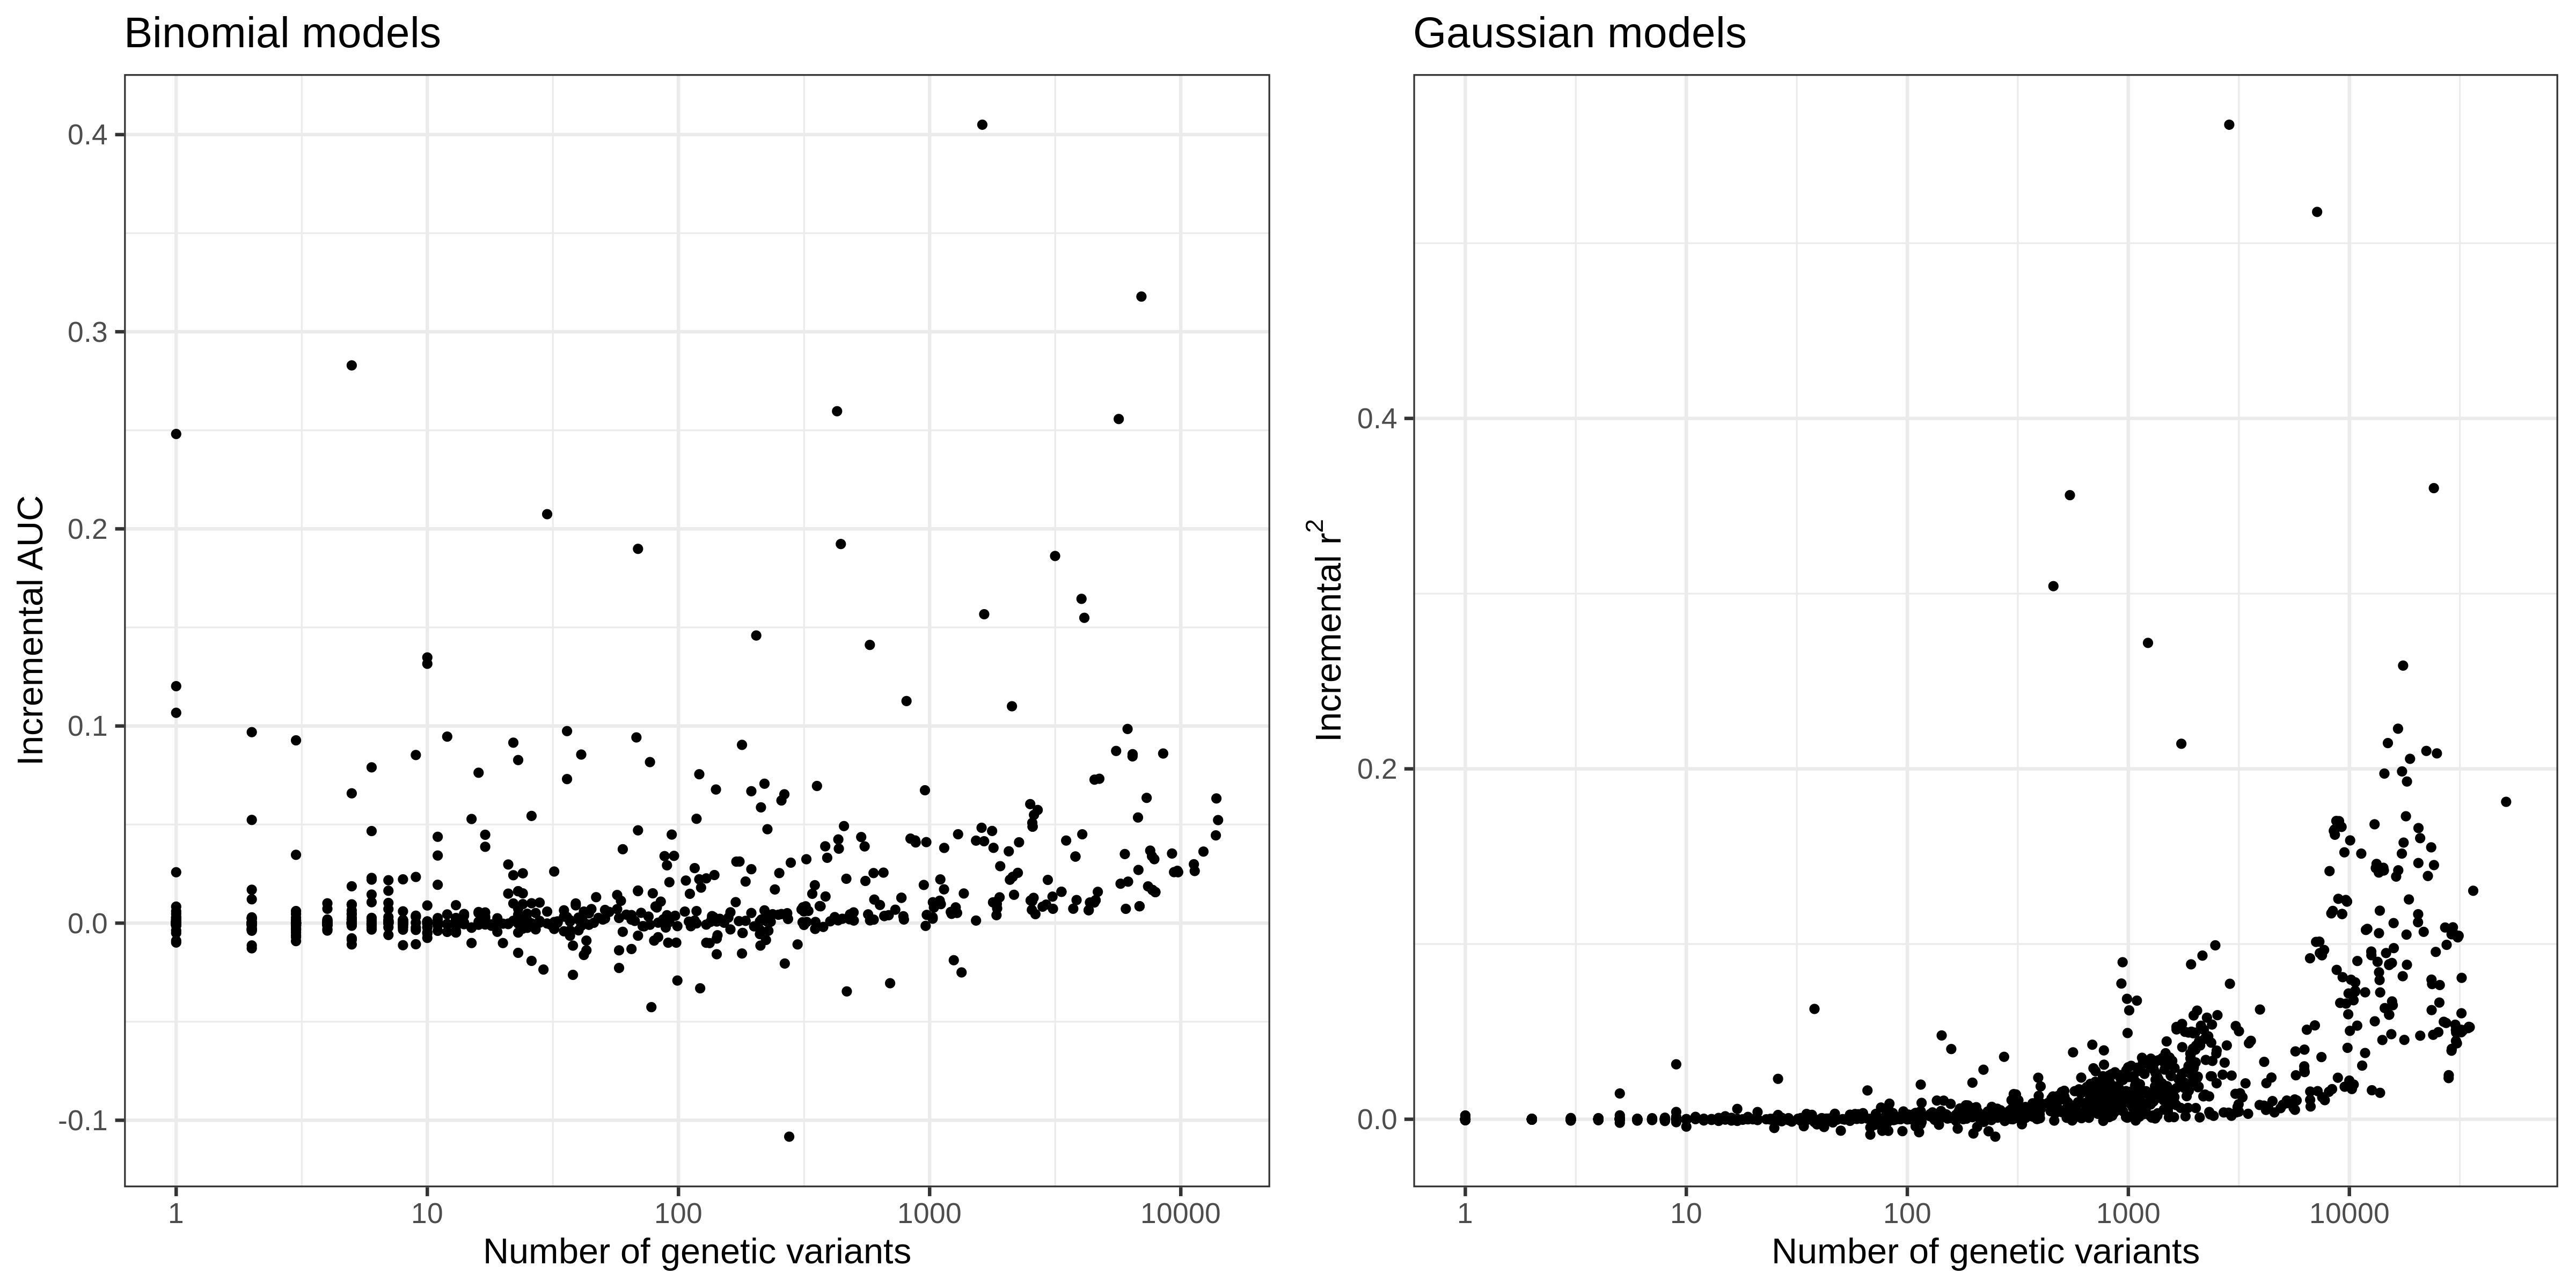 Binomial models
Incremental AUC
0.4
0.3
0.2
0.1
0.0
-0.1
1 10 100 1000 10000
Number of genetic variants
Gaussian models
Incremental r²
0.4
0.2
0.0
1 10 100 1000 10000
Number of genetic variants